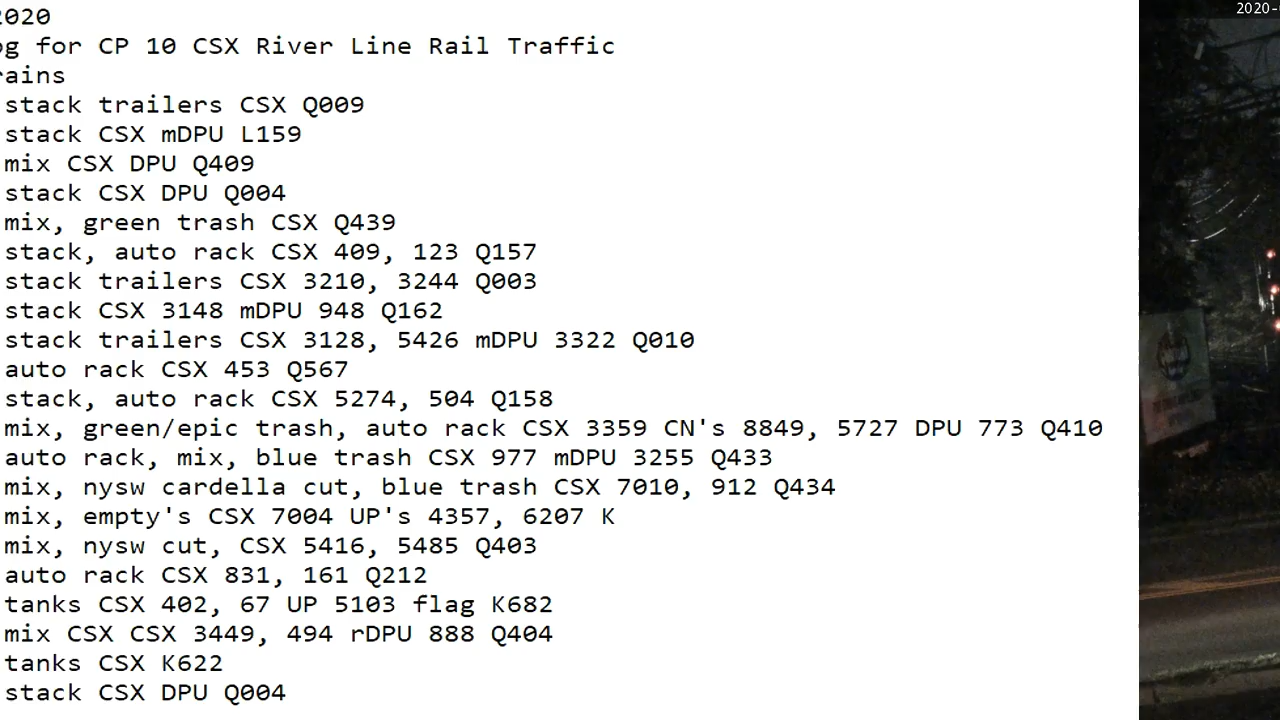 2020
og for CP 10 CSX River Line Rail Traffic
rains
stack trailers CSX Q009
stack CSX mDPU L159
mix CSX DPU Q409
stack CSX DPU Q004
mix, green trash CSX Q439
stack, auto rack CSX 409, 123 Q157
stack trailers CSX 3210, 3244 Q003
stack CSX 3148 mDPU 948 Q162
stack trailers CSX 3128, 5426 mDPU 3322 Q010
auto rack CSX 453 Q567
stack, auto rack CSX 5274, 504 Q158
mix, green/epic trash, auto rack CSX 3359 CN's 8849, 5727 DPU 773 Q410
auto rack, mix, blue trash CSX 977 mDPU 3255 Q433
mix, nysw cardella cut, blue trash CSX 7010, 912 Q434
mix, empty's CSX 7004 UP's 4357, 6207 K
mix, nysw cut, CSX 5416, 5485 Q403
auto rack CSX 831, 161 Q212
tanks CSX 402, 67 UP 5103 flag K682
mix CSX CSX 3449, 494 rDPU 888 Q404
tanks CSX K622
stack CSX DPU Q004
2020-